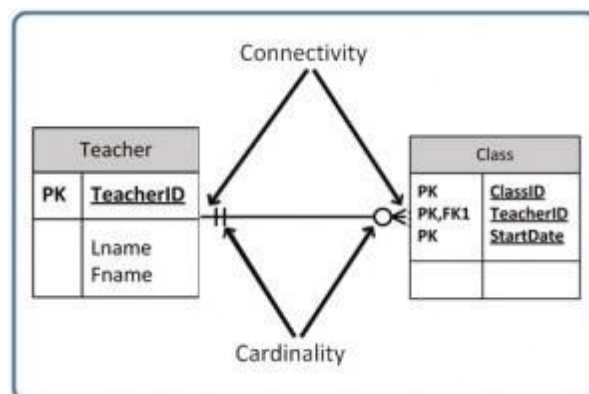 Connectivity
Teacher
PK TeacherID
Lname
Fname
Class
PK ClassID
PK,FK1 TeacherID
PK StartDate
Cardinality